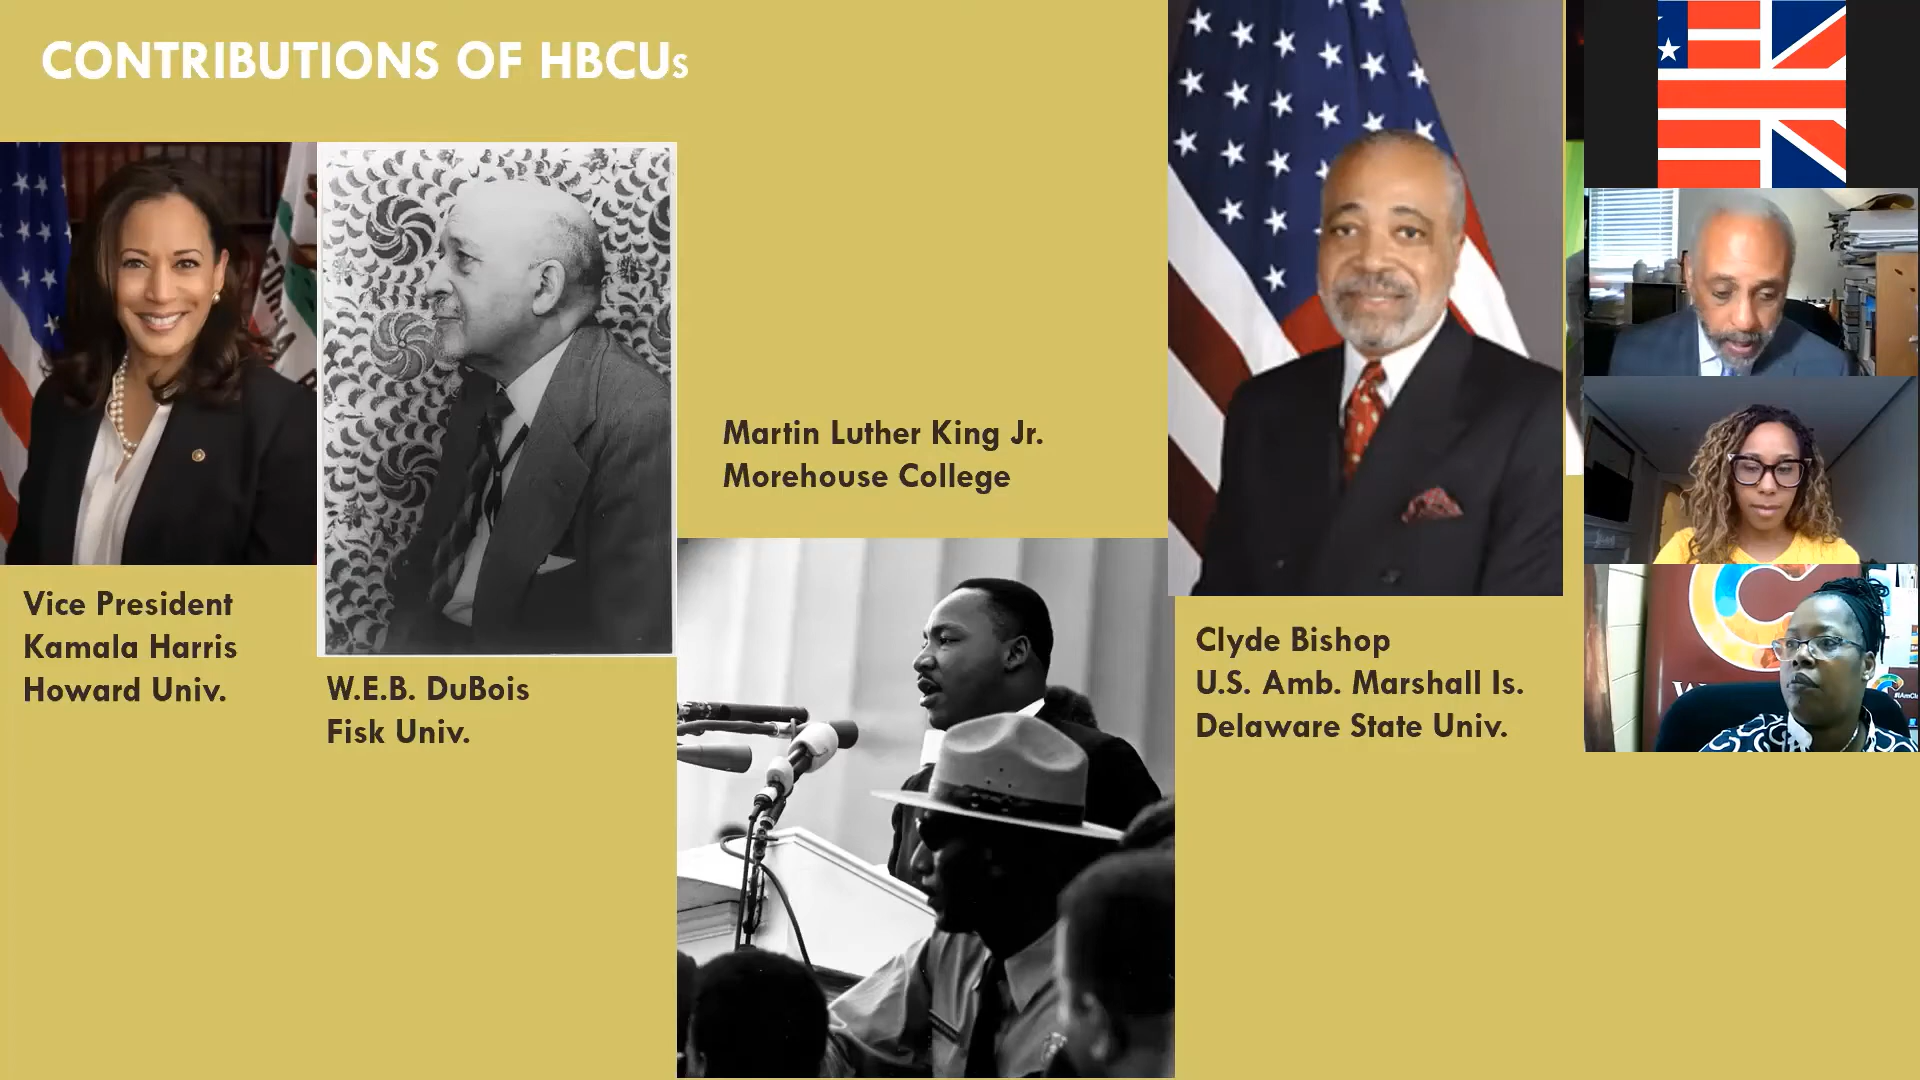 CONTRIBUTIONS OF HBCUs
Vice President
Kamala Harris
Howard Univ.
W.E.B. DuBois
Fisk Univ.
Martin Luther King Jr.
Morehouse College
Clyde Bishop
U.S. Amb. Marshall Is.
Delaware State Univ.